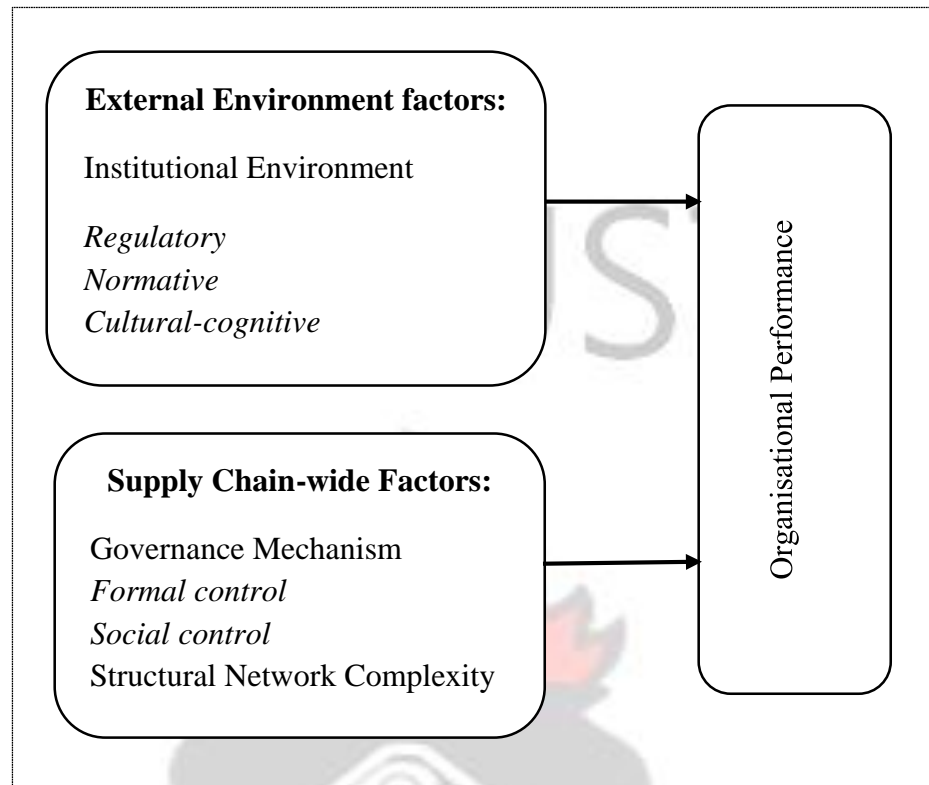 External Environment factors:
Institutional Environment
Regulatory
Normative
Cultural-cognitive
Supply Chain-wide Factors:
Governance Mechanism
Formal control
Social control
Structural Network Complexity
Organisational Performance